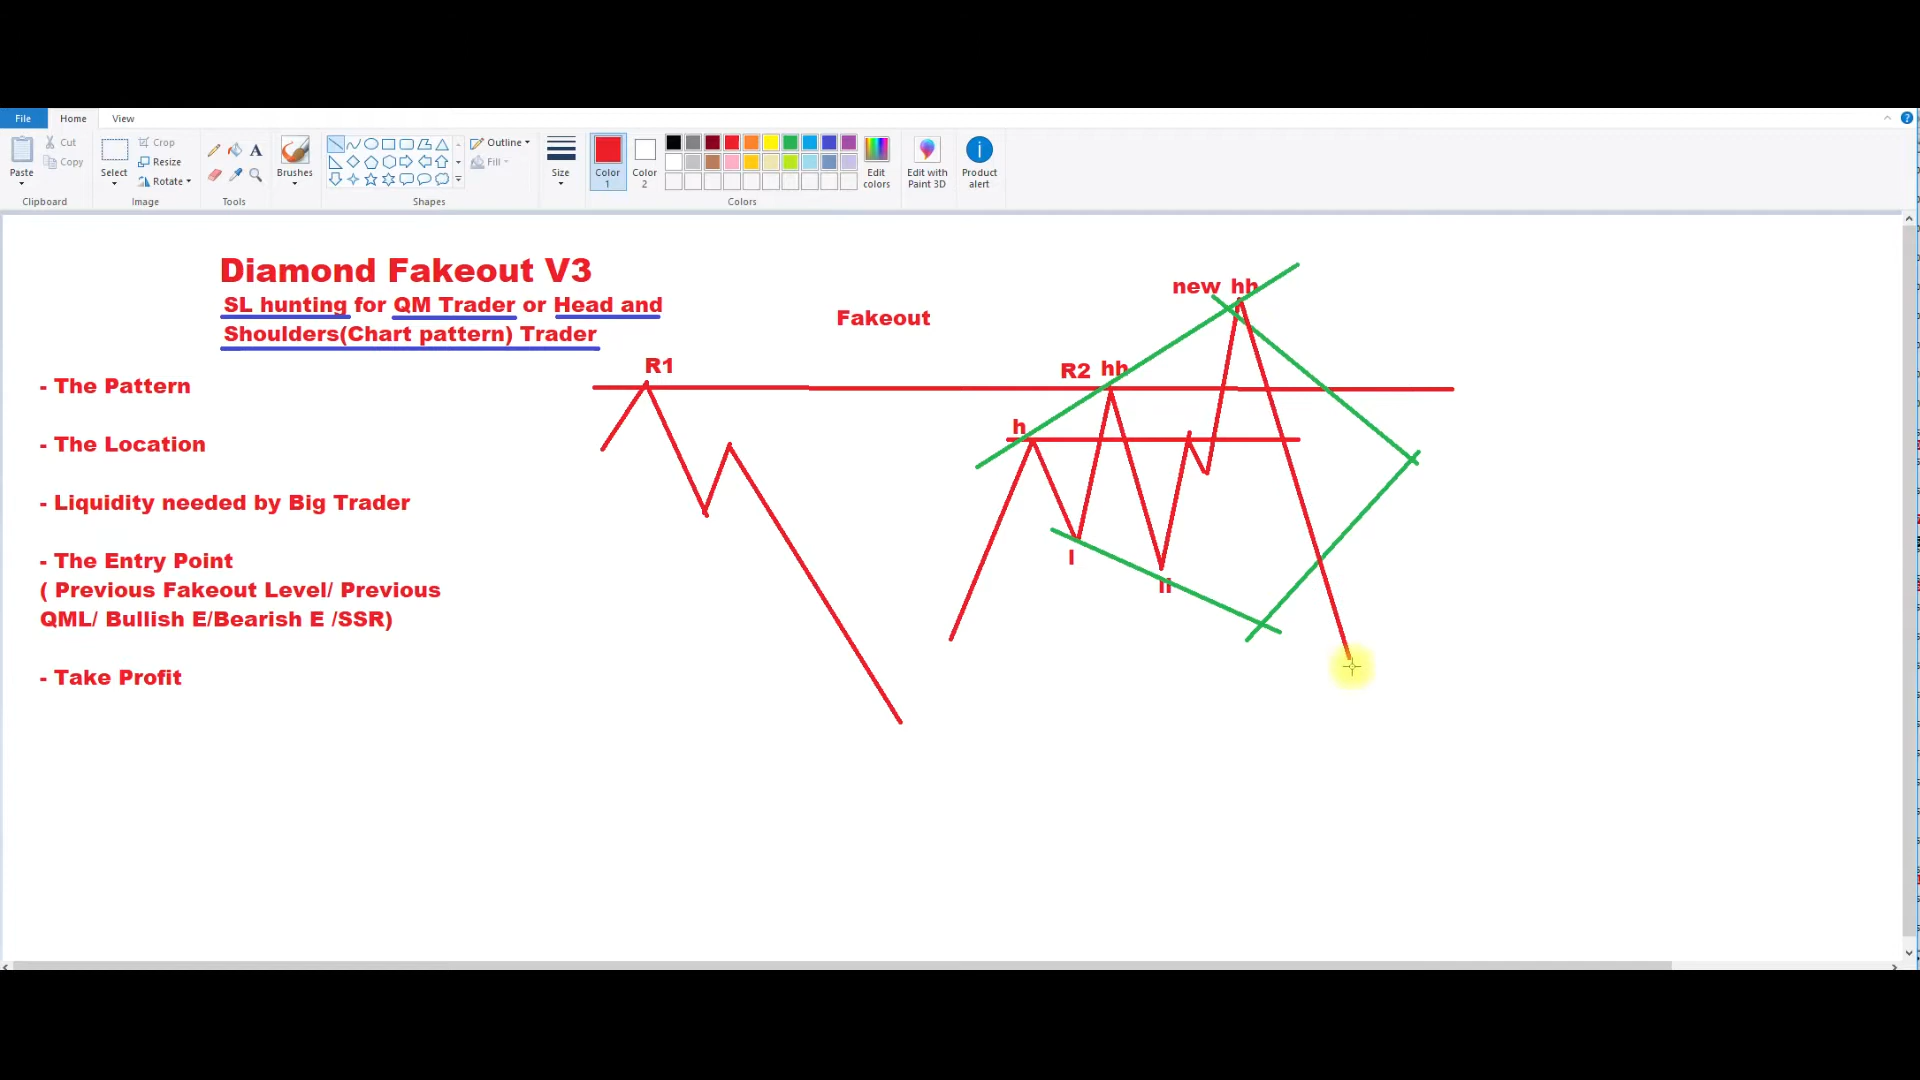 File Home View
Paste
Cut
Copy
Clipboard
Select
Crop
Resize
Rotate
Image
Tools
Brushes
Outline
Fill
Shapes
Size
Color 1
Color 2
Colors
Edit colors
Edit with Paint 3D
Product alert
Diamond Fakeout V3
SL hunting for QM Trader or Head and
Shoulders(Chart pattern) Trader
- The Pattern
- The Location
- Liquidity needed by Big Trader
- The Entry Point
( Previous Fakeout Level/ Previous
QML/ Bullish E/Bearish E /SSR)
- Take Profit
Fakeout
new hh
R1
R2 hh
h
l
ll